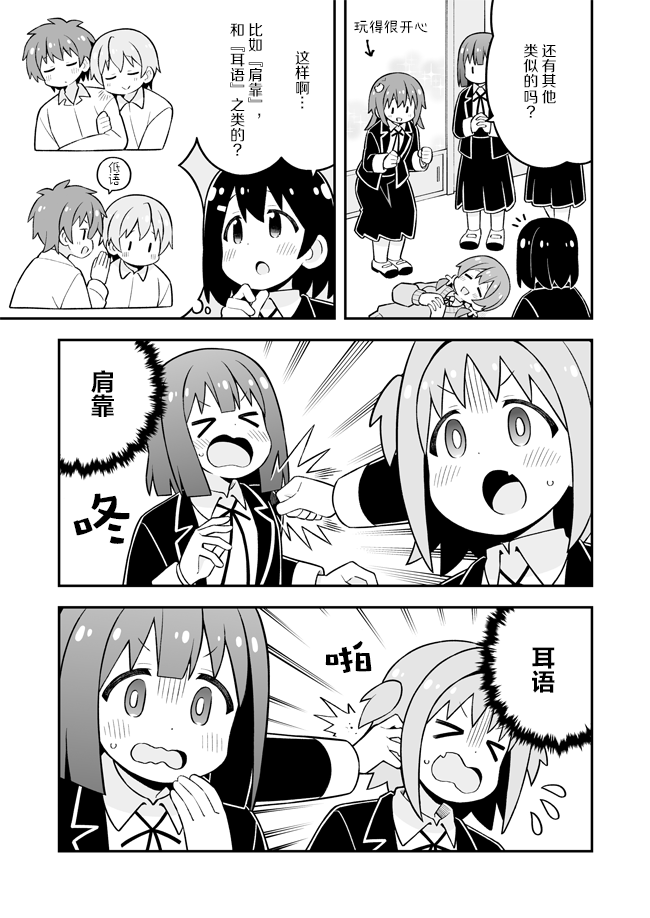 还有其他
类似的吗？
玩得很开心
这样啊…
比如『肩靠』，
和『耳语』之类的？
低语
肩靠
咚
耳语
啪